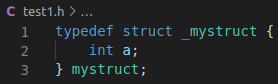 C test1.h > ...
1 typedef struct _mystruct {
2     int a;
3 } mystruct;